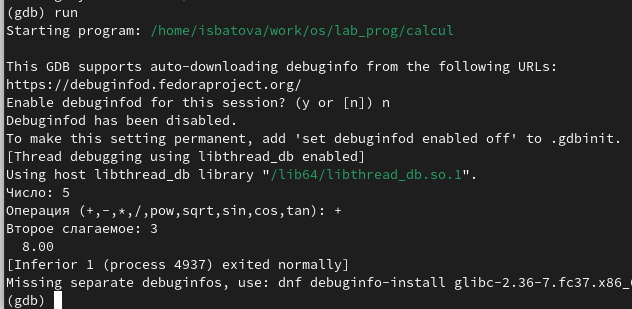 (gdb) run
Starting program: /home/isbatova/work/os/lab_prog/calcul

This GDB supports auto-downloading debuginfo from the following URLs:
https://debuginfod.fedoraproject.org/
Enable debuginfod for this session? (y or [n]) n
Debuginfod has been disabled.
To make this setting permanent, add 'set debuginfod enabled off' to .gdbinit.
[Thread debugging using libthread_db enabled]
Using host libthread_db library "/lib64/libthread_db.so.1".
Число: 5
Операция (+,-,*,/,pow,sqrt,sin,cos,tan): +
Второе слагаемое: 3
  8.00
[Inferior 1 (process 4937) exited normally]
Missing separate debuginfos, use: dnf debuginfo-install glibc-2.36-7.fc37.x86_
(gdb)